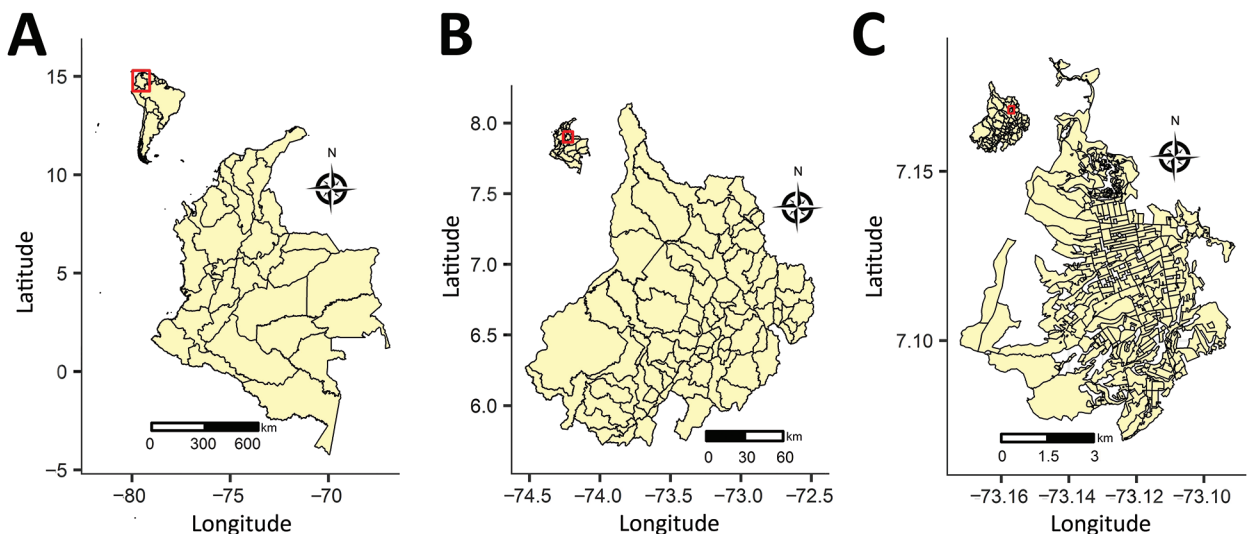 A
B
C
Latitude
15
10
5
0
−5
N
0 300 600 km
−80 −75 −70
Longitude
Latitude
8.0
7.5
7.0
6.5
6.0
N
0 30 60 km
−74.5 −74.0 −73.5 −73.0 −72.5
Longitude
Latitude
7.15
7.10
N
0 1.5 3 km
−73.16 −73.14 −73.12 −73.10
Longitude